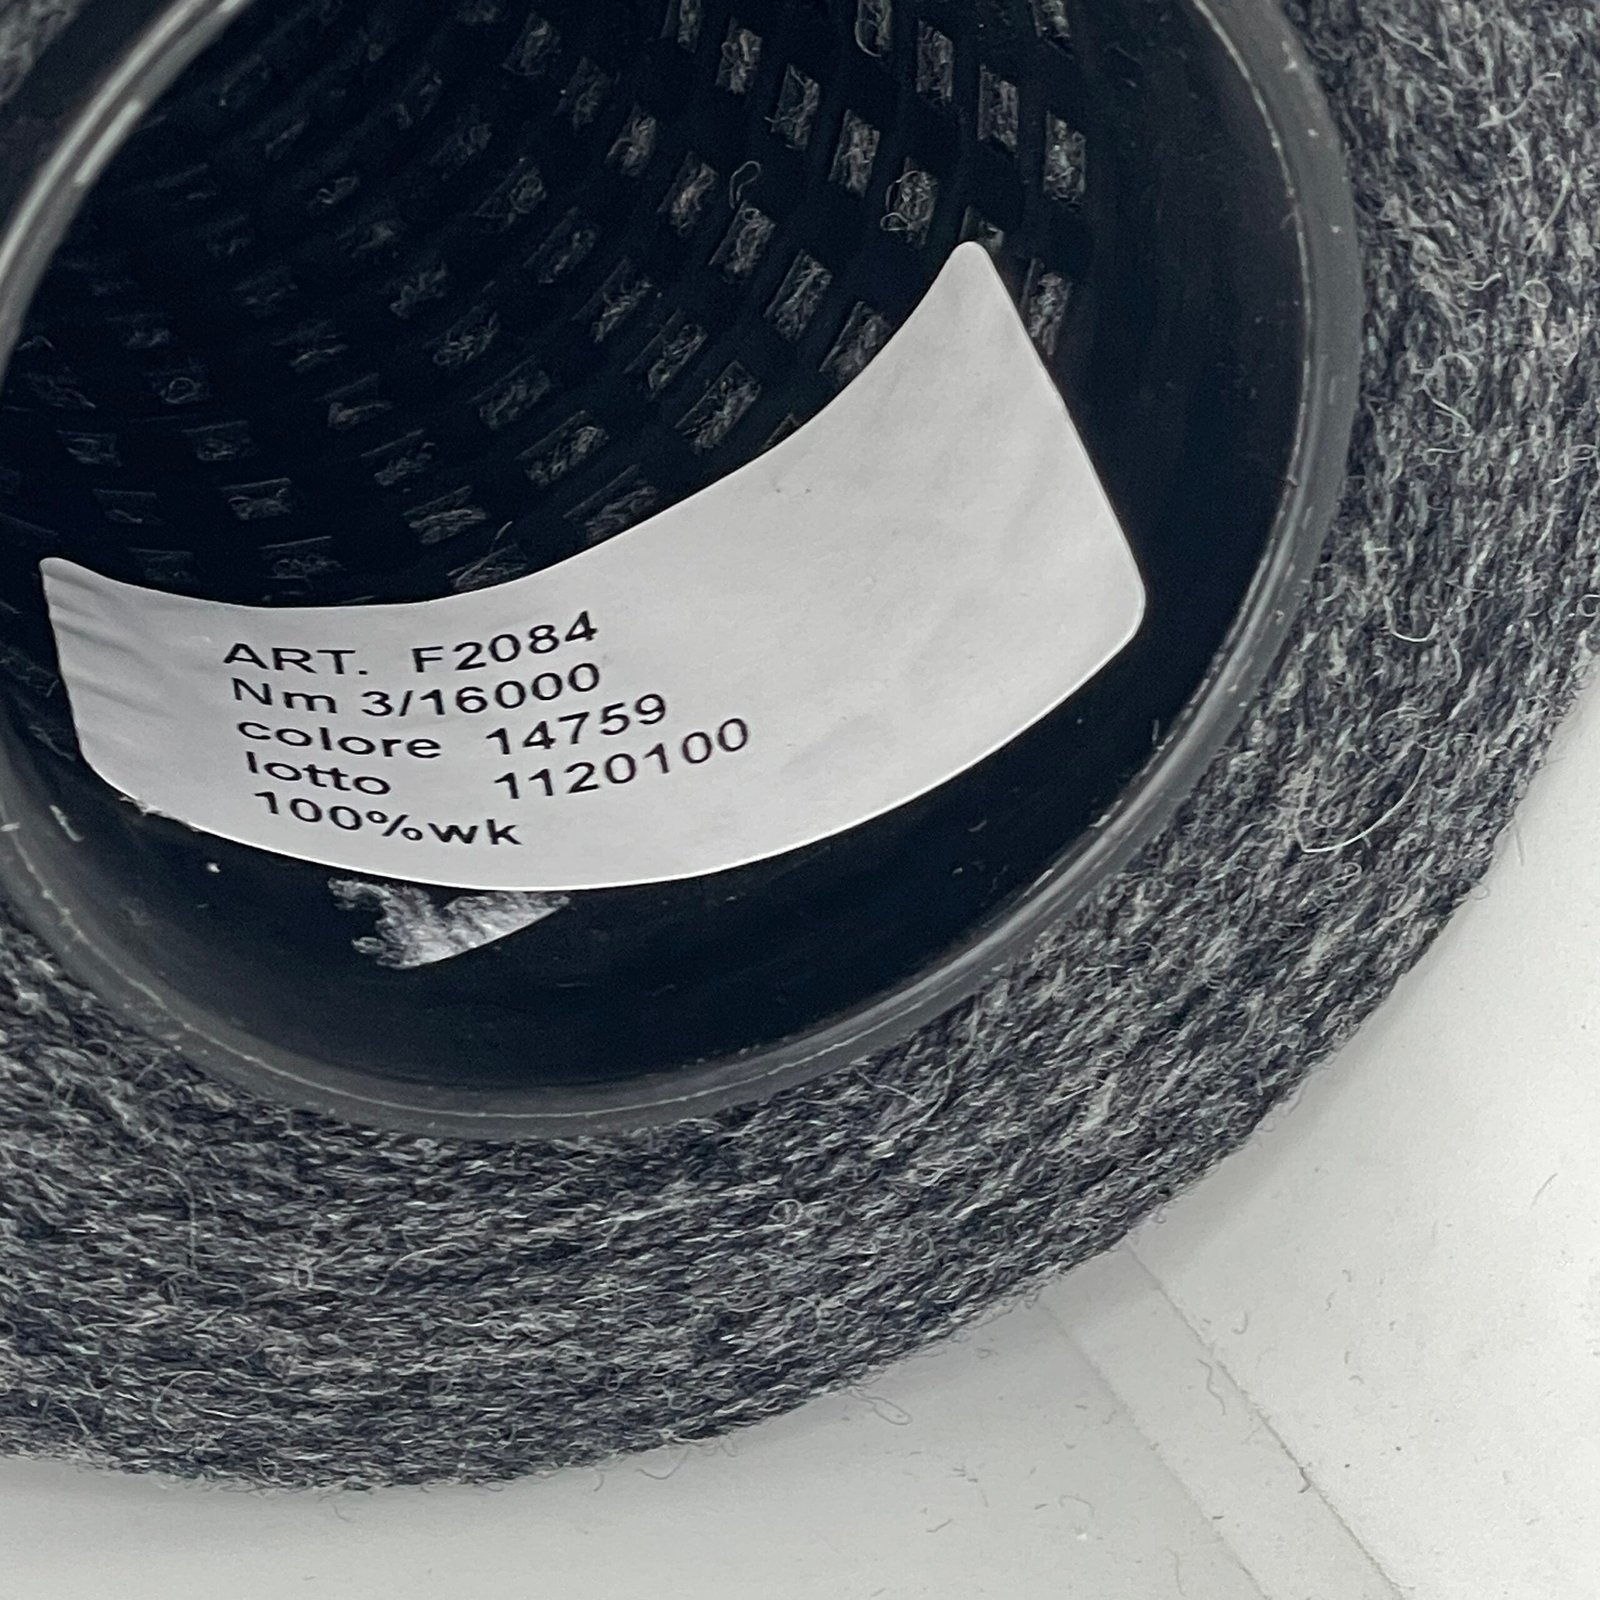 ART. F2084
Nm 3/16000
colore 14759
lotto 1120100
100%wk